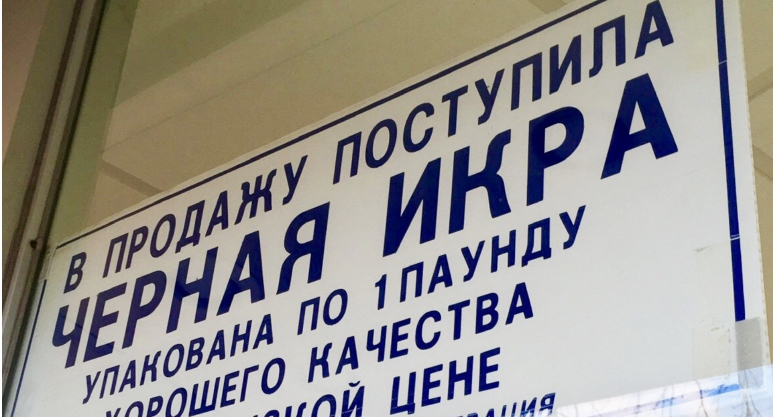 В ПРОДАЖУ ПОСТУПИЛА
ЧЕРНАЯ ИКРА
УПАКОВАНА ПО 1 ПАУНДУ
ХОРОШЕГО КАЧЕСТВА
ЦЕНЕ